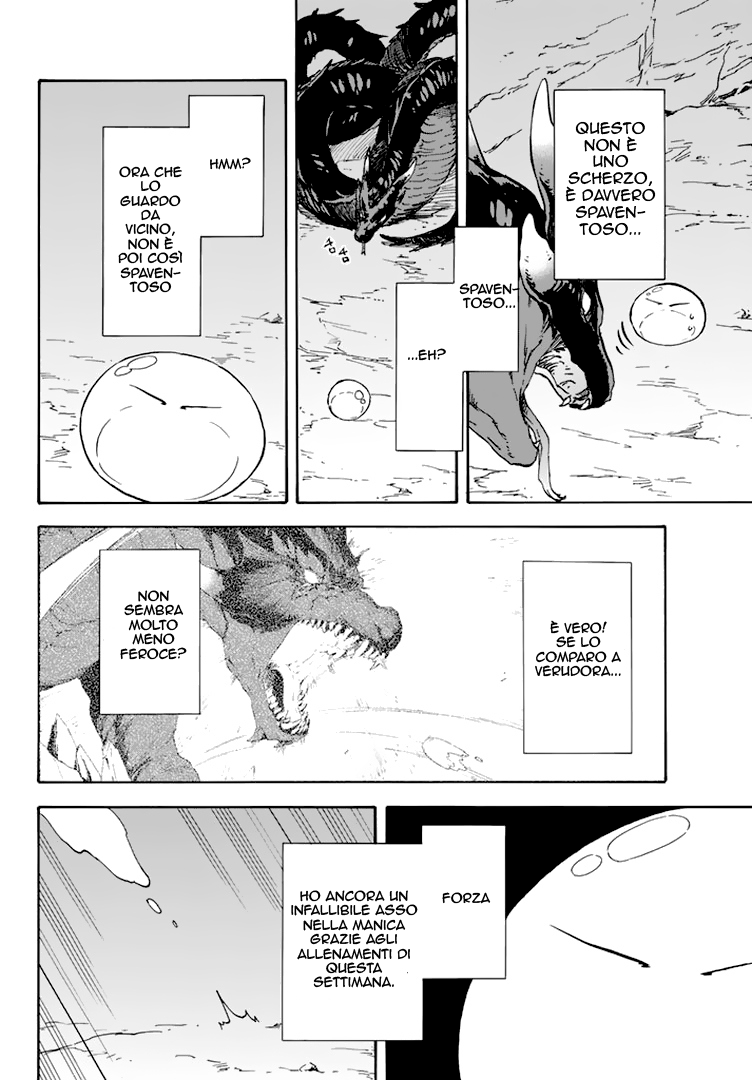 QUESTO
NON È
UNO
SCHERZO,
È DAVVERO
SPAVEN-
TOSO...
SPAVEN-
TOSO...
...EH?
HMM?
ORA CHE
LO
GUARDO
DA
VICINO,
NON È
POI COSÌ
SPAVEN-
TOSO
È VERO!
SE LO
COMPARO A
VERUDORA...
NON
SEMBRA
MOLTO
MENO
FEROCE?
FORZA
HO ANCORA UN
INFALLIBILE ASSO
NELLA MANICA
GRAZIE AGLI
ALLENAMENTI DI
QUESTA
SETTIMANA.